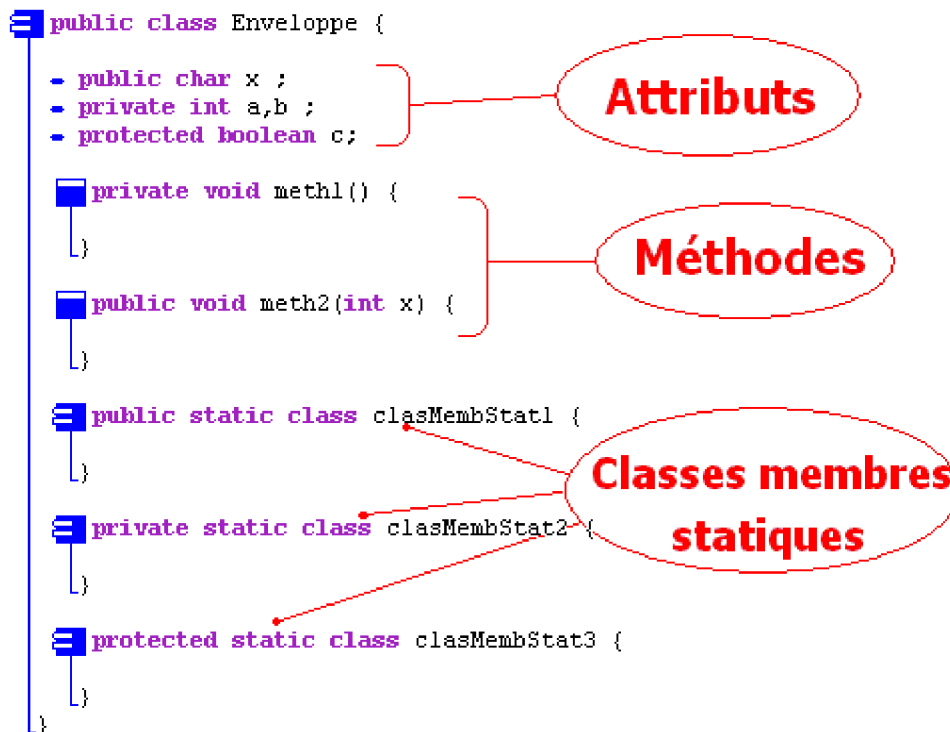 public class Enveloppe {
public char x ;
private int a,b ;
protected boolean c;
Attributs
private void meth1() {
}
Méthodes
public void meth2(int x) {
}
public static class clasMembStat1 {
}
Classes membres
statiques
private static class clasMembStat2 {
}
protected static class clasMembStat3 {
}
}